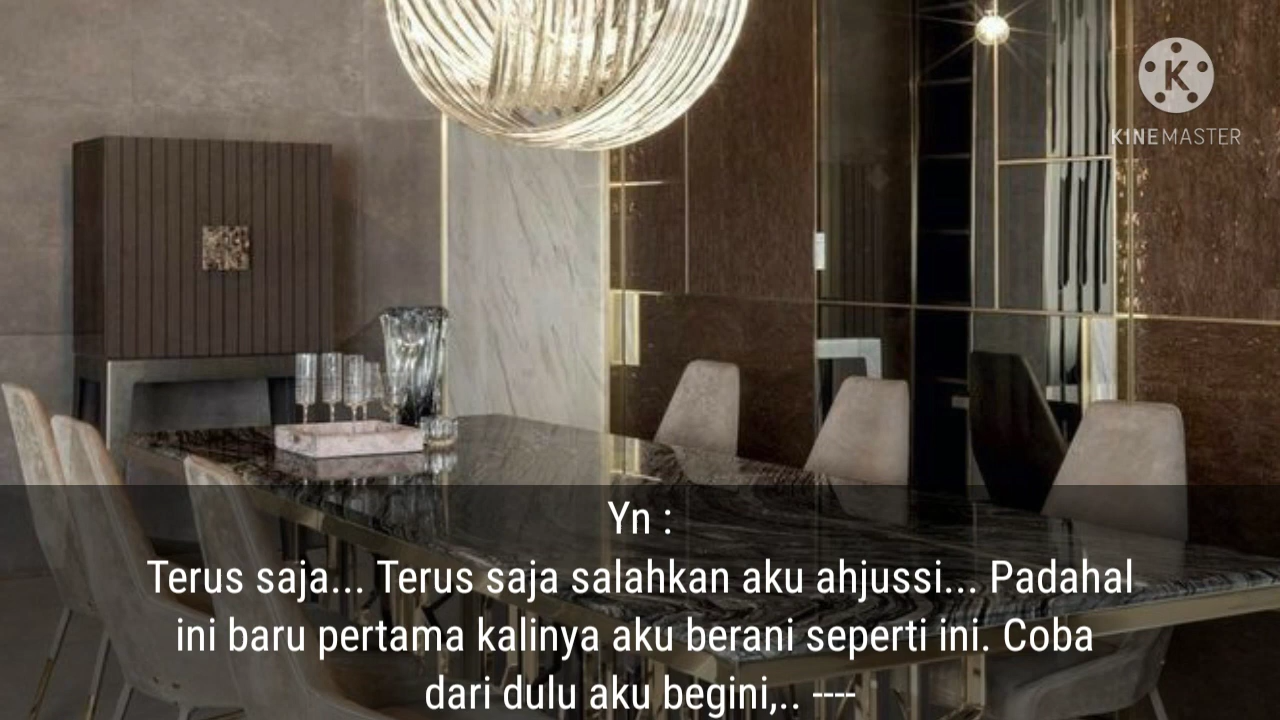 K
KINEMASTER
Yn :
Terus saja... Terus saja salahkan aku ahjussi... Padahal
ini baru pertama kalinya aku berani seperti ini. Coba
dari dulu aku begini,.. ----